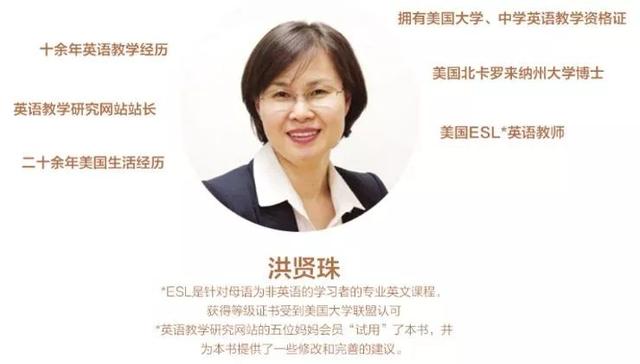 拥有美国大学、中学英语教学资格证
十余年英语教学经历
美国北卡罗来纳州大学博士
英语教学研究网站站长
美国ESL*英语教师
二十余年美国生活经历
洪贤珠
*ESL是针对母语为非英语的学习者的专业英文课程，
获得等级证书受到美国大学联盟认可
*英语教学研究网站的五位妈妈会员“试用”了本书，并
为本书提供了一些修改和完善的建议。